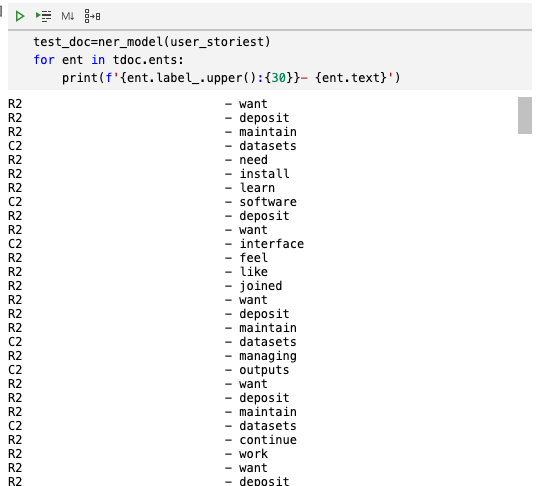 M↓
test_doc=ner_model(user_storiest)
for ent in tdoc.ents:
    print(f'{ent.label_.upper():{30}}- {ent.text}')
R2                            - want
R2                            - deposit
R2                            - maintain
C2                            - datasets
R2                            - need
R2                            - install
R2                            - learn
C2                            - software
R2                            - deposit
R2                            - want
C2                            - interface
R2                            - feel
R2                            - like
R2                            - joined
R2                            - want
R2                            - deposit
R2                            - maintain
C2                            - datasets
R2                            - managing
C2                            - outputs
R2                            - want
R2                            - deposit
R2                            - maintain
C2                            - datasets
R2                            - continue
R2                            - work
R2                            - want
R2                            - deposit